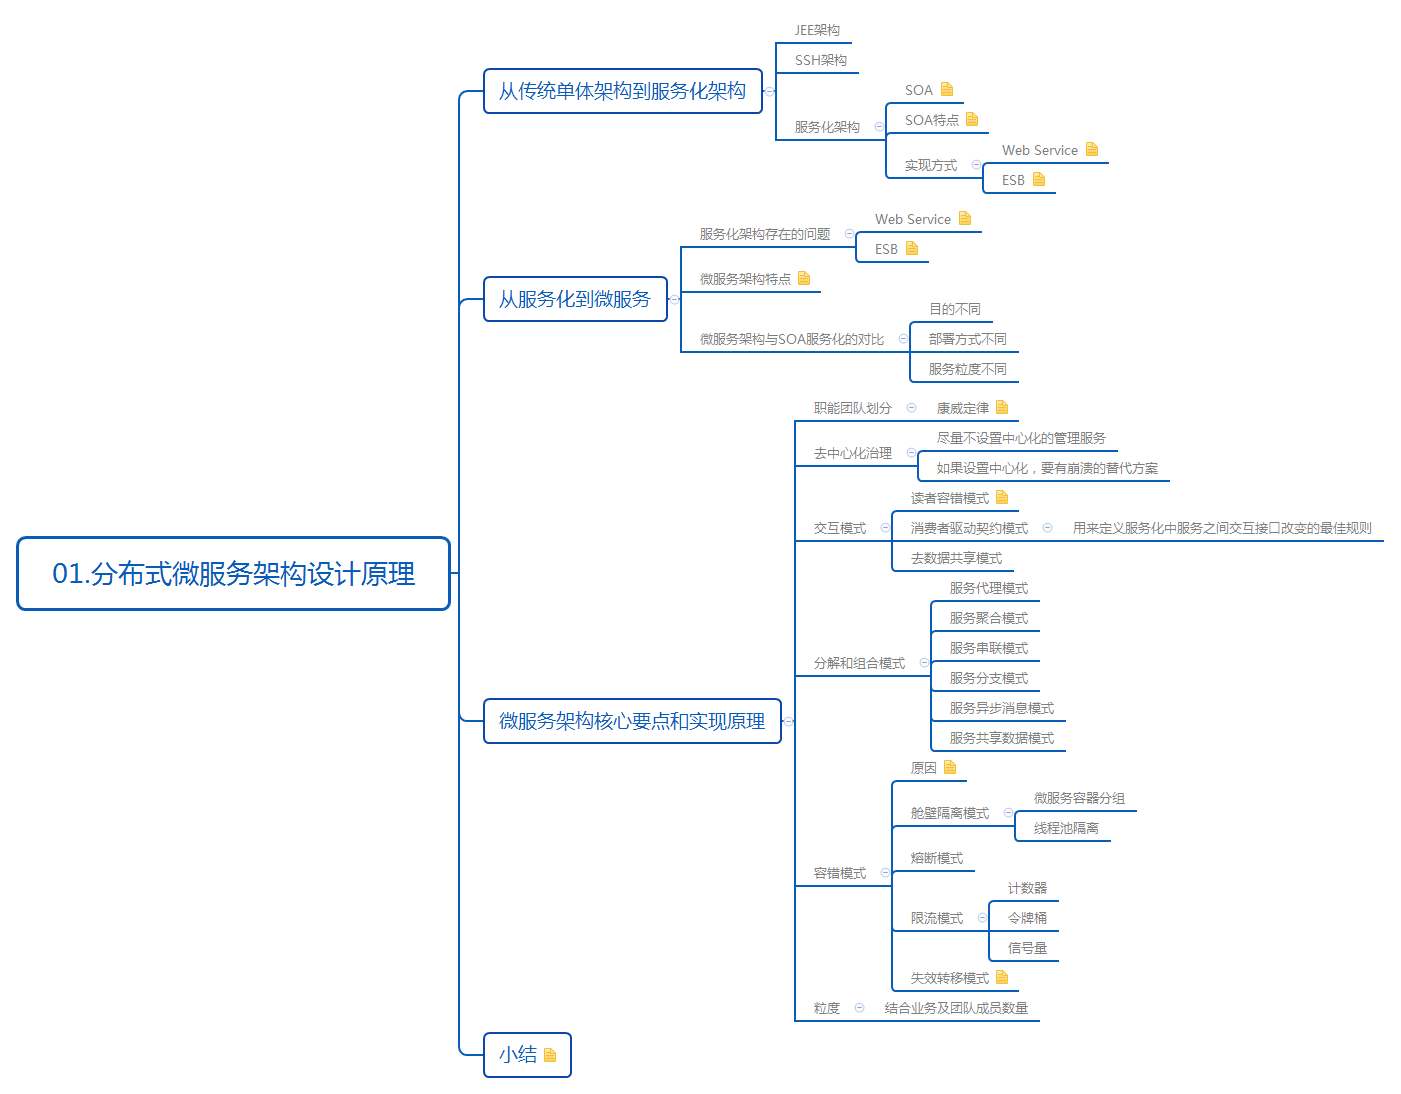 01.分布式微服务架构设计原理
从传统单体架构到服务化架构
JEE架构
SSH架构
服务化架构
SOA
SOA特点
实现方式
Web Service
ESB
从服务化到微服务
服务化架构存在的问题
Web Service
ESB
微服务架构特点
微服务架构与SOA服务化的对比
目的不同
部署方式不同
服务粒度不同
微服务架构核心要点和实现原理
职能团队划分
康威定律
去中心化治理
尽量不设置中心化的管理服务
如果设置中心化，要有崩溃的替代方案
交互模式
读者容错模式
消费者驱动契约模式
用来定义服务化中服务之间交互接口改变的最佳规则
去数据共享模式
分解和组合模式
服务代理模式
服务聚合模式
服务串联模式
服务分支模式
服务异步消息模式
服务共享数据模式
容错模式
原因
舱壁隔离模式
微服务容器分组
线程池隔离
熔断模式
限流模式
计数器
令牌桶
信号量
失效转移模式
粒度
结合业务及团队成员数量
小结